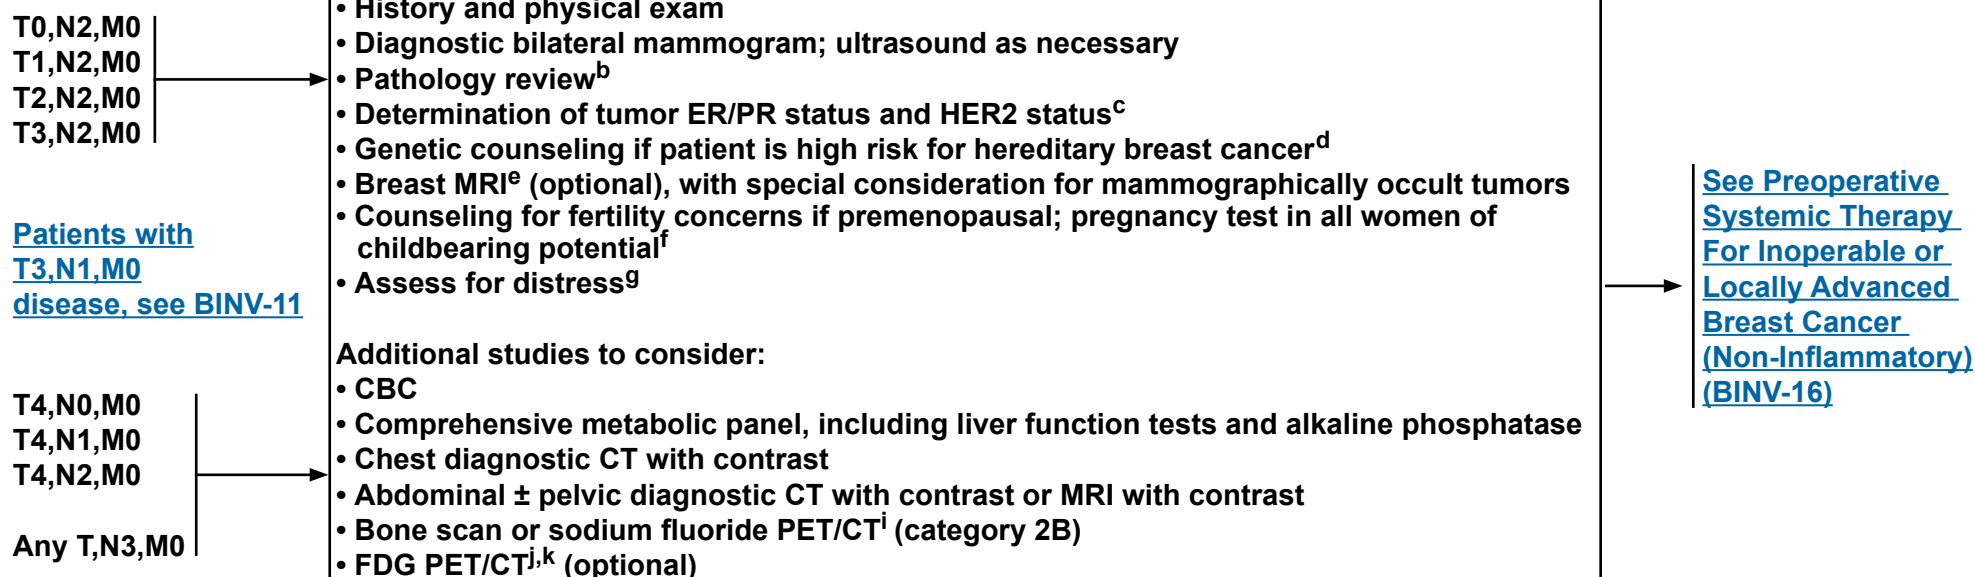 T0,N2,M0
T1,N2,M0
T2,N2,M0
T3,N2,M0
Patients with
T3,N1,M0
disease, see BINV-11
T4,N0,M0
T4,N1,M0
T4,N2,M0
Any T,N3,M0
• History and physical exam
• Diagnostic bilateral mammogram; ultrasound as necessary
• Pathology reviewb
• Determination of tumor ER/PR status and HER2 statusc
• Genetic counseling if patient is high risk for hereditary breast cancerd
• Breast MRIe (optional), with special consideration for mammographically occult tumors
• Counseling for fertility concerns if premenopausal; pregnancy test in all women of
childbearing potentialf
• Assess for distressg
Additional studies to consider:
• CBC
• Comprehensive metabolic panel, including liver function tests and alkaline phosphatase
• Chest diagnostic CT with contrast
• Abdominal ± pelvic diagnostic CT with contrast or MRI with contrast
• Bone scan or sodium fluoride PET/CTi (category 2B)
• FDG PET/CTj,k (optional)
See Preoperative
Systemic Therapy
For Inoperable or
Locally Advanced
Breast Cancer
(Non-Inflammatory)
(BINV-16)